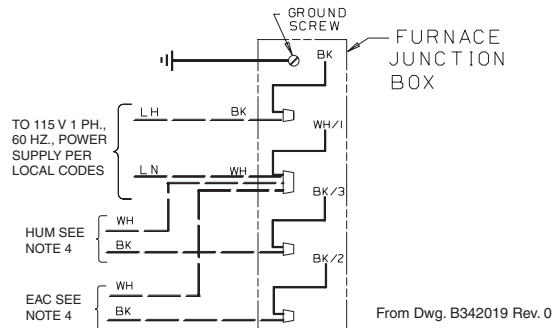 GROUND
SCREW
FURNACE
JUNCTION
BOX
BK
LH BK
WH/1
TO 115 V 1 PH.,
60 HZ., POWER
SUPPLY PER
LOCAL CODES
LN WH
BK/3
WH
HUM SEE
NOTE 4
BK
BK/2
WH
EAC SEE
NOTE 4
BK
From Dwg. B342019 Rev. 0